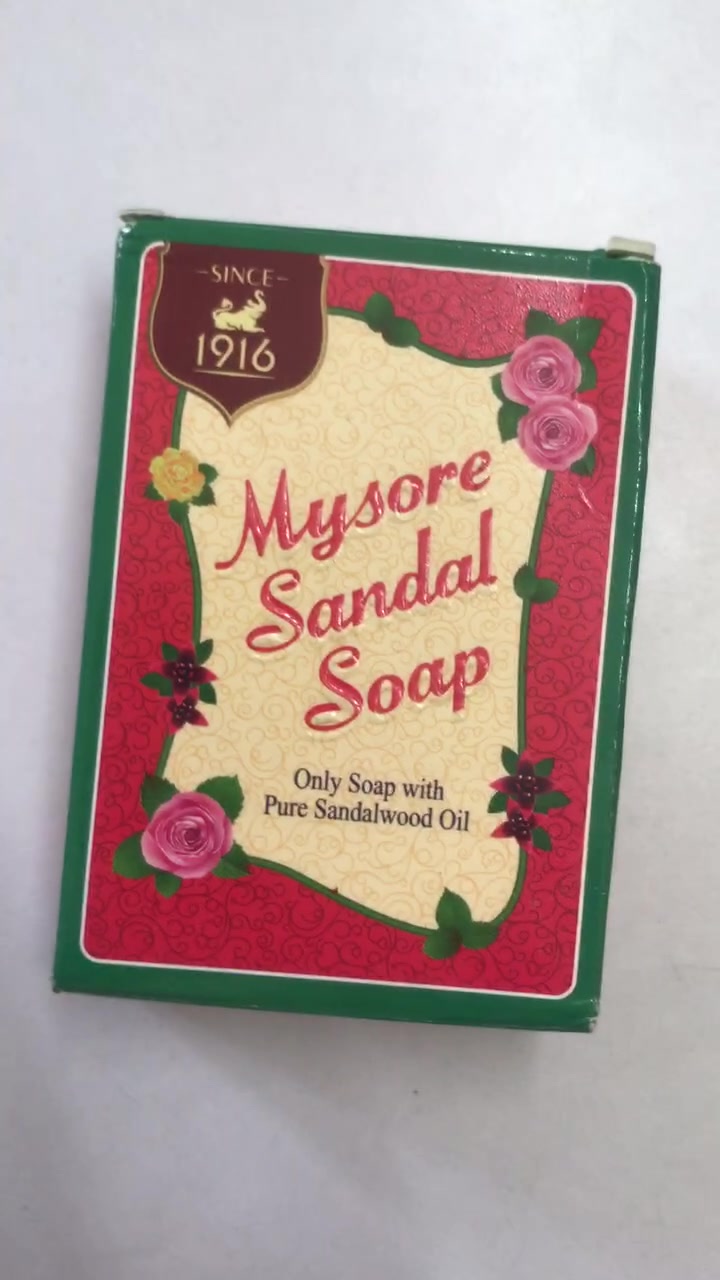 -SINCE-
1916
Mysore
Sandal
Soap
Only Soap with
Pure Sandalwood Oil